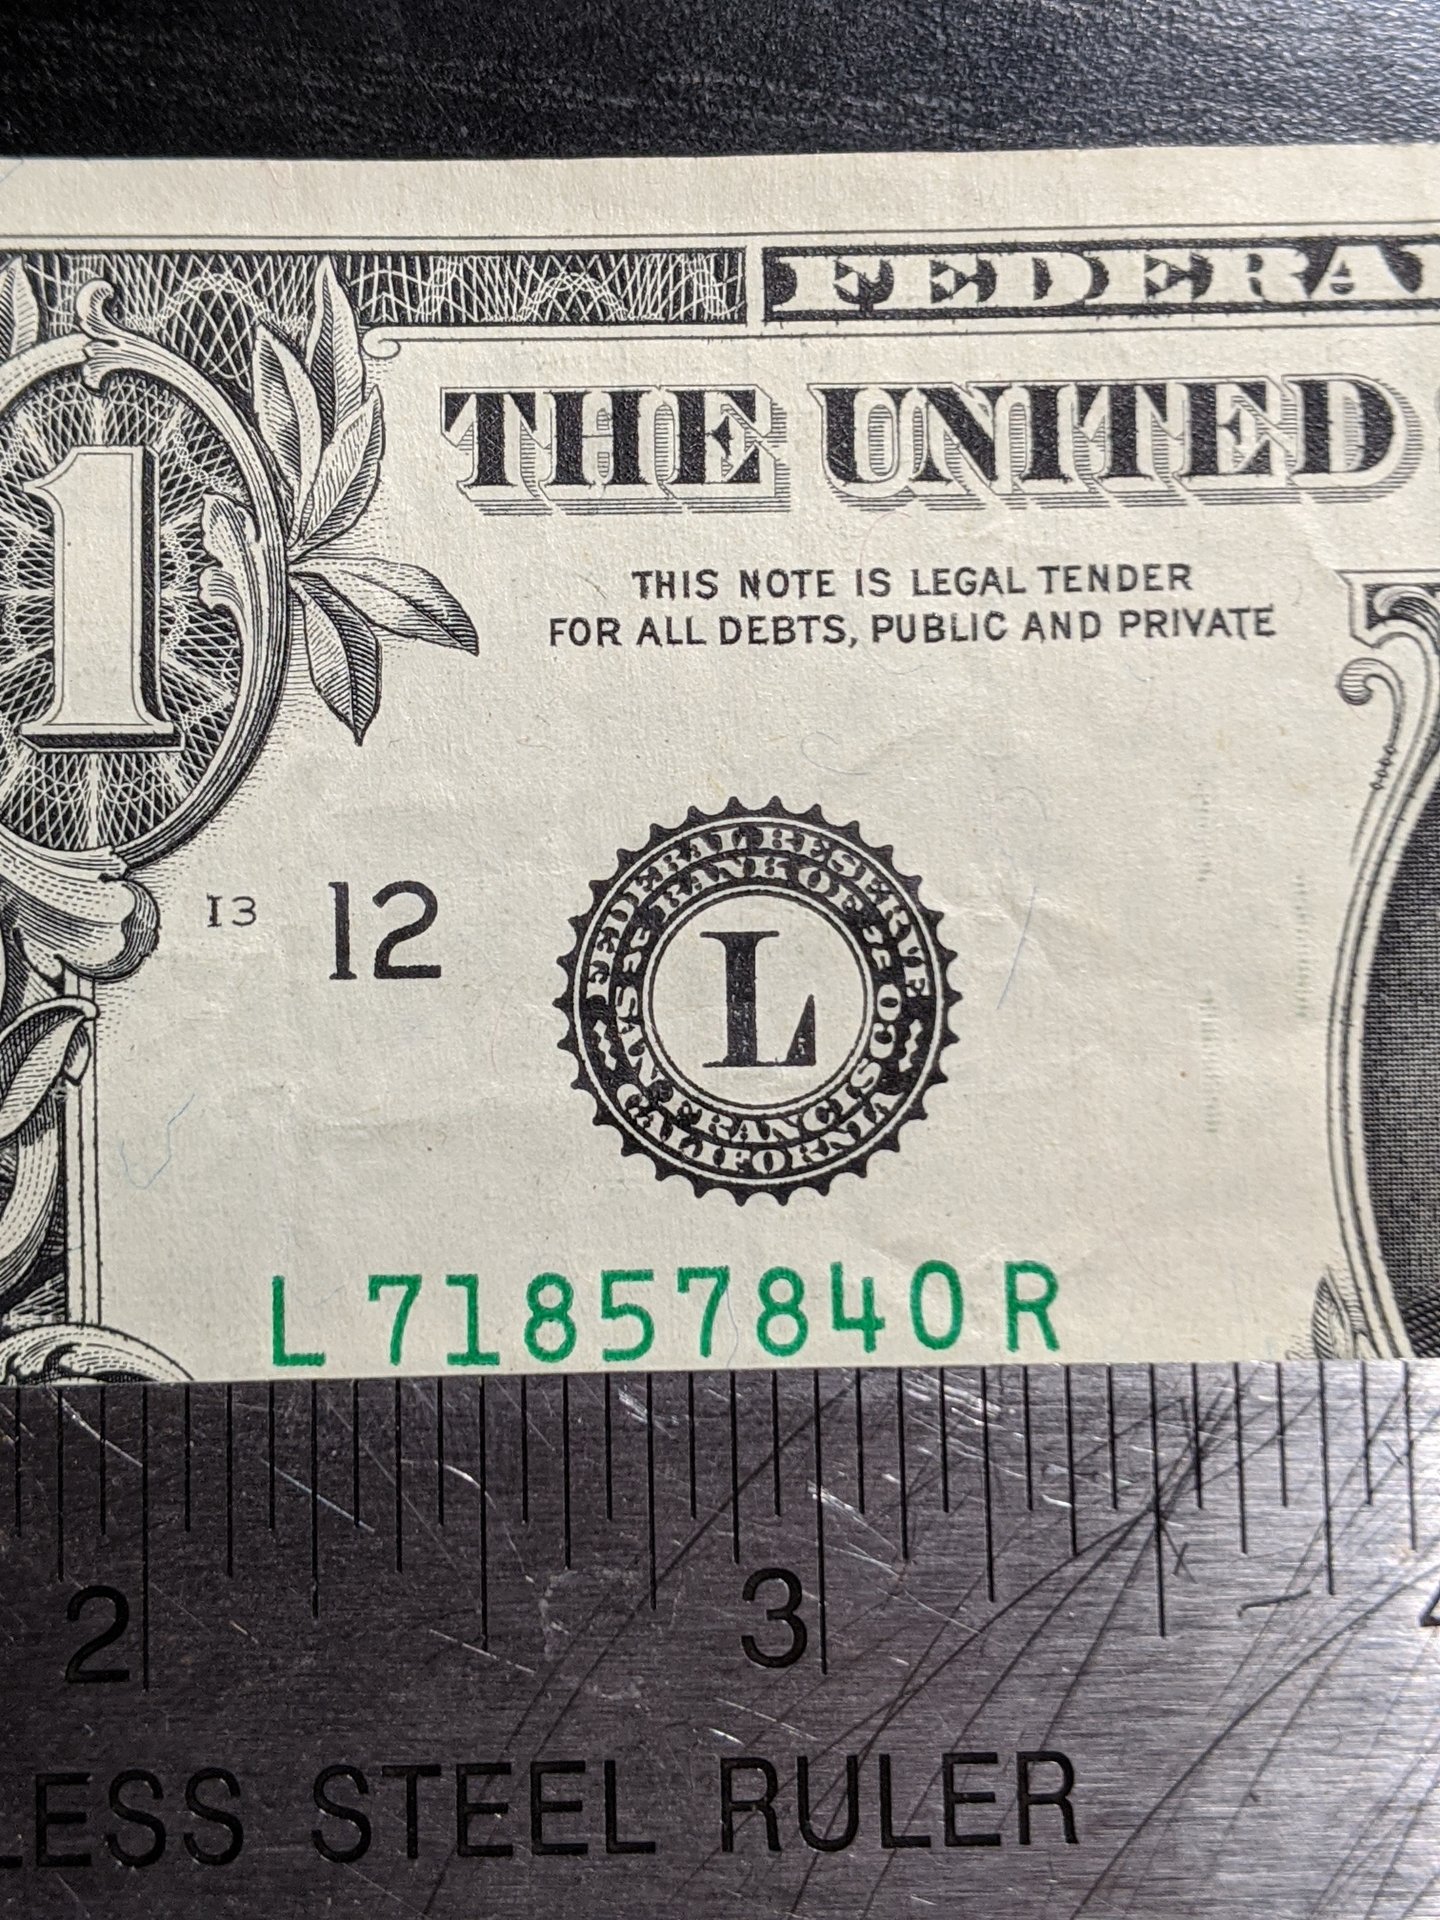 FEDERA
THE UNITED
1
THIS NOTE IS LEGAL TENDER
FOR ALL DEBTS, PUBLIC AND PRIVATE
I3
12
FEDERAL RESERVE
BANK OF
L
SAN FRANCISCO
CALIFORNIA
L 71857840 R
2 3
LESS STEEL RULER